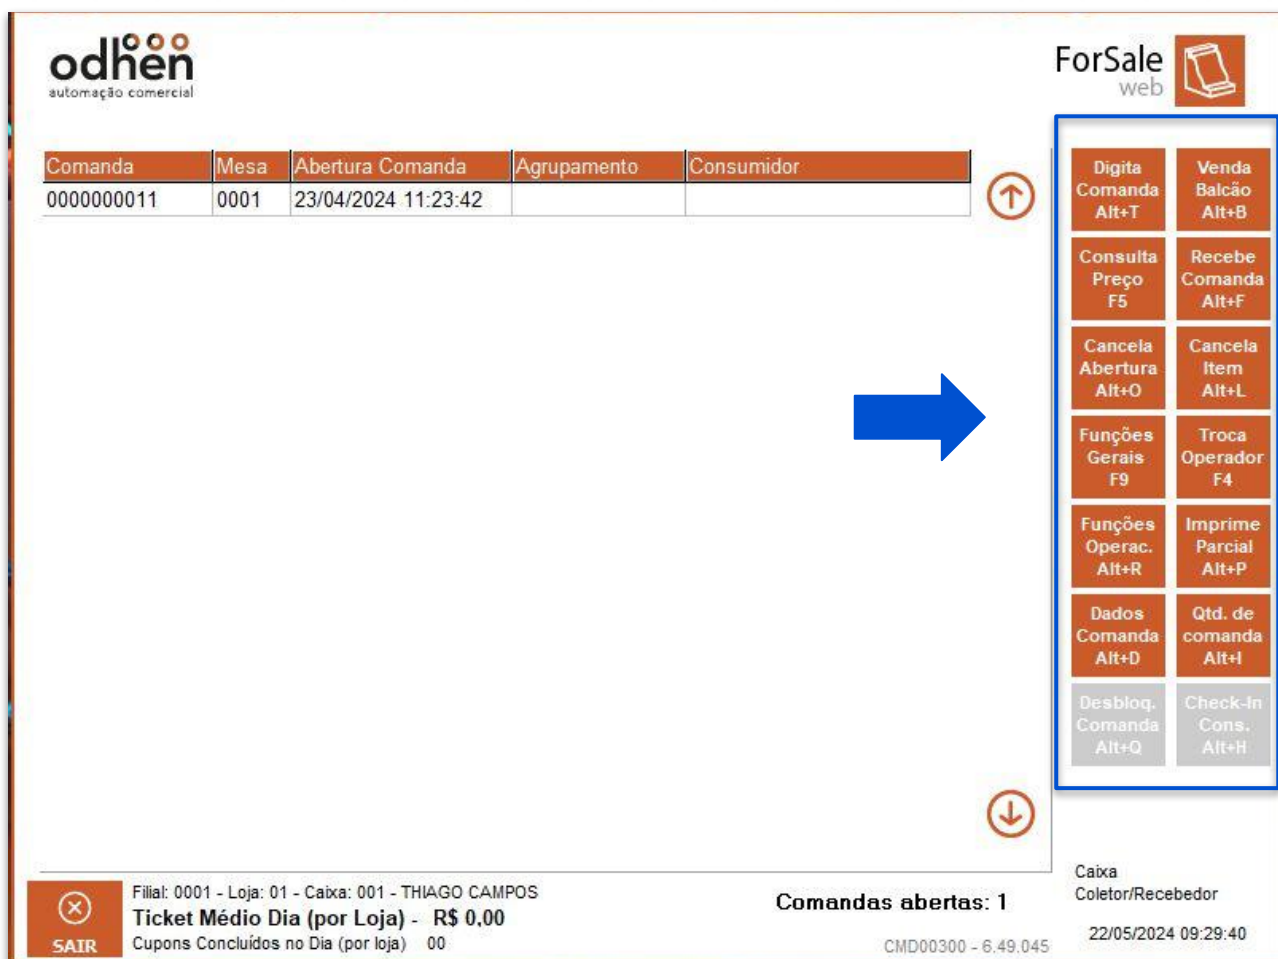 odhen
automação comercial
ForSale
web
Comanda Mesa Abertura Comanda Agrupamento Consumidor
0000000011 0001 23/04/2024 11:23:42
Digita
Comanda
Alt+T
Venda
Balcão
Alt+B
Consulta
Preço
F5
Recebe
Comanda
Alt+F
Cancela
Abertura
Alt+O
Cancela
Item
Alt+L
Funções
Gerais
F9
Troca
Operador
F4
Funções
Operac.
Alt+R
Imprime
Parcial
Alt+P
Dados
Comanda
Alt+D
Qtd. de
comanda
Alt+I
Desbloq.
Comanda
Alt+Q
Check-In
Cons.
Alt+H
SAIR
Filial: 0001 - Loja: 01 - Caixa: 001 - THIAGO CAMPOS
Ticket Médio Dia (por Loja) - R$ 0,00
Cupons Concluídos no Dia (por loja) 00
Comandas abertas: 1
CMD00300 - 6.49.045
Caixa
Coletor/Recebedor
22/05/2024 09:29:40